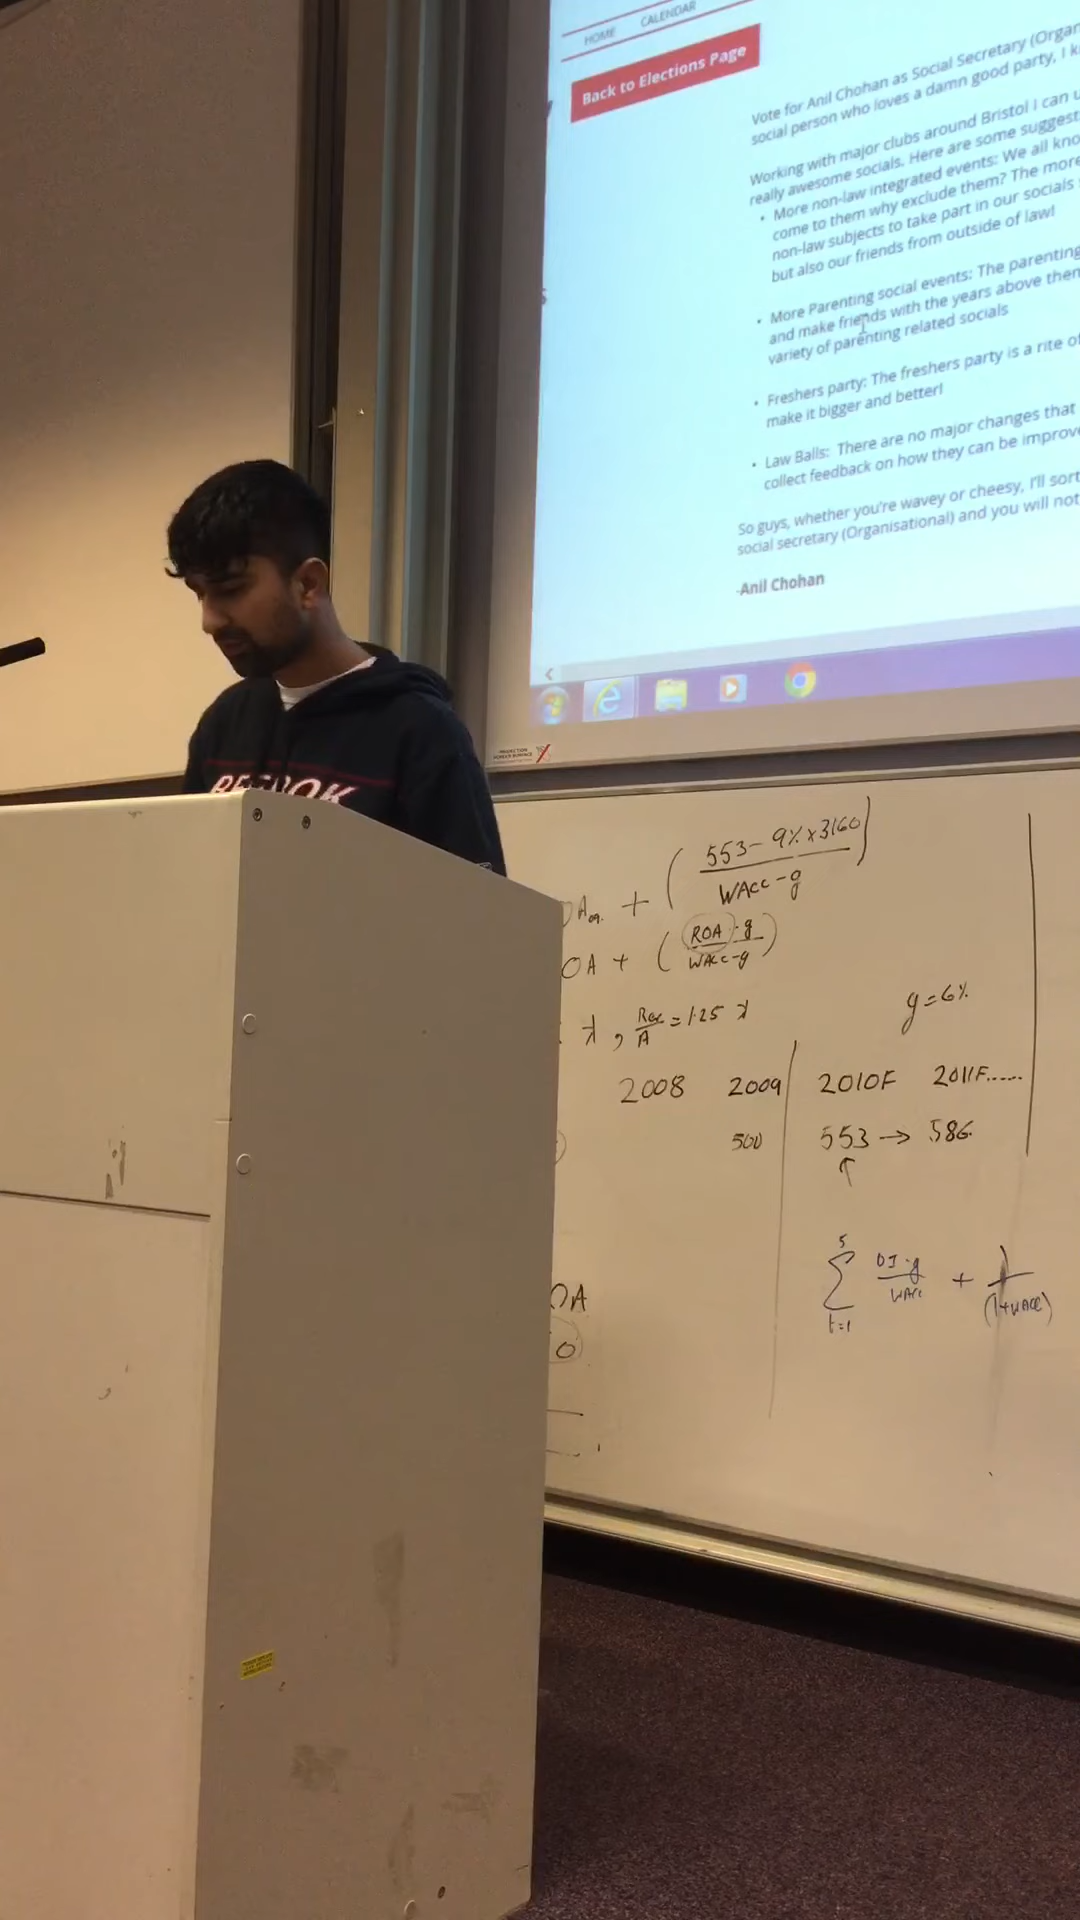 HOME CALENDAR
Back to Elections Page
Vote for Anil Chohan as Social Secretary (Organ
social person who loves a damn good party, I k
Working with major clubs around Bristol I can u
really awesome socials. Here are some suggest
• More non-law integrated events: We all kno
come to them why exclude them? The more
non-law subjects to take part in our socials
but also our friends from outside of law!
• More Parenting social events: The parenting
and make friends with the years above them
variety of parenting related socials
• Freshers party: The freshers party is a rite of
make it bigger and better!
• Law Balls: There are no major changes that
collect feedback on how they can be improve
So guys, whether you're wavey or cheesy, I'll sort
social secretary (Organisational) and you will not
-Anil Chohan
OA09. + (553 - 9% x 3160 / WACC - g)
OA + (ROA - g / WACC - g)
g = 6%
2008 2009 2010F 2011F......
500 553 → 586
5
Σ
t=1
WACC
+
(1+WACC)
OA
0